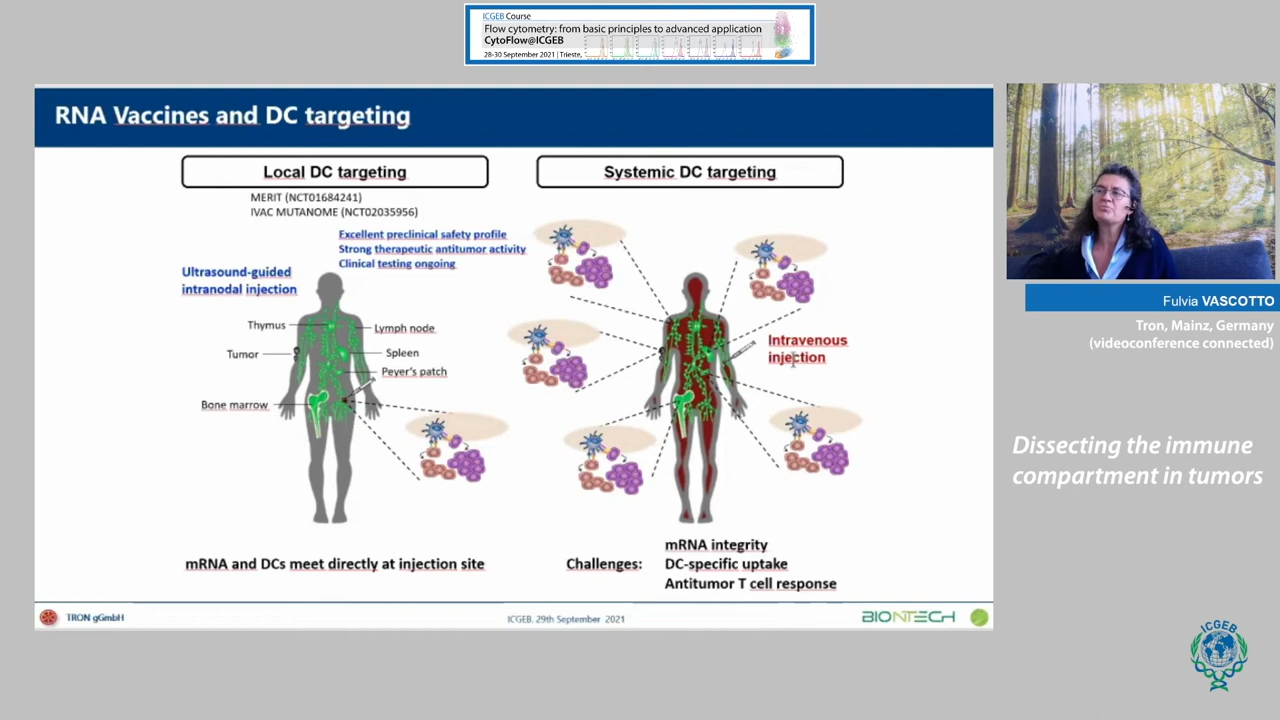 ICGEB Course
Flow cytometry: from basic principles to advanced application
CytoFlow@ICGEB
28-30 September 2021 | Trieste,
RNA Vaccines and DC targeting
Local DC targeting
MERIT (NCT01684241)
IVAC MUTANOME (NCT02035956)
Excellent preclinical safety profile
Strong therapeutic antitumor activity
Clinical testing ongoing
Ultrasound-guided
intranodal injection
Thymus
Lymph node
Tumor
Spleen
Peyer's patch
Bone marrow
mRNA and DCs meet directly at injection site
Systemic DC targeting
Intravenous
injection
Challenges:
mRNA integrity
DC-specific uptake
Antitumor T cell response
TRON gGmbH
ICGEB, 29th September 2021
BIONTECH
Fulvia VASCOTTO
Tron, Mainz, Germany
(videoconference connected)
Dissecting the immune
compartment in tumors
ICGEB